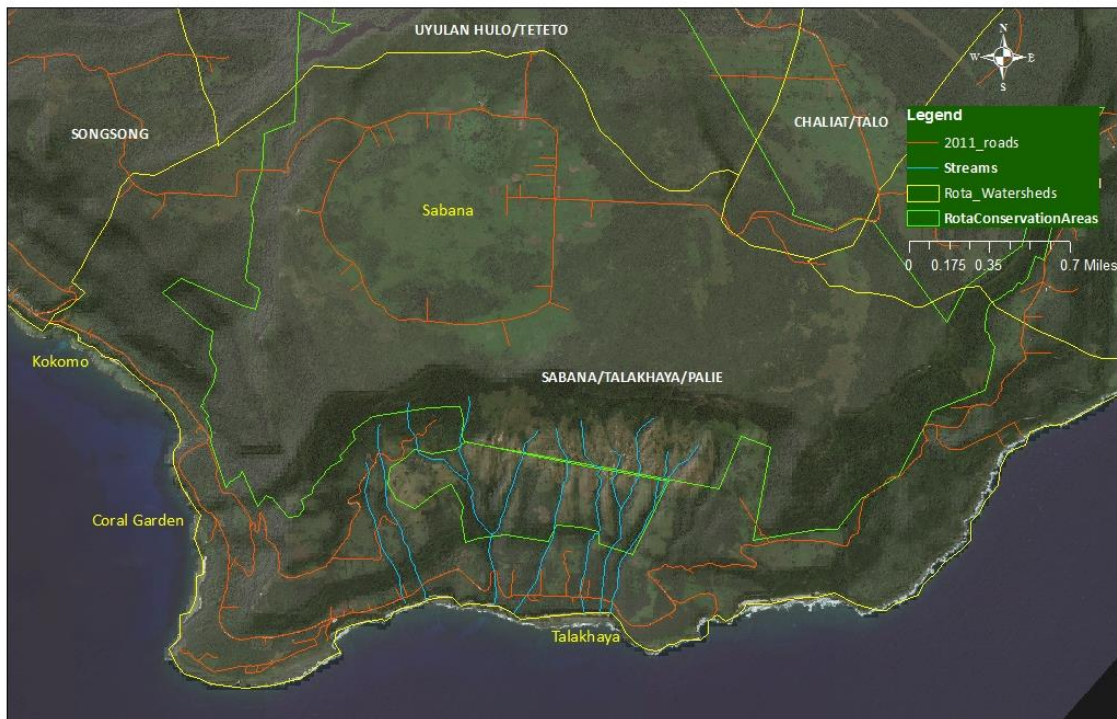 UYULAN HULO/TETETO
N
W E
S
SONGSONG
CHALIAT/TALO
Legend
2011_roads
Streams
Rota_Watersheds
RotaConservationAreas
0 0.175 0.35 0.7 Miles
Sabana
Kokomo
SABANA/TALAKHAYA/PALIE
Coral Garden
Talakhaya